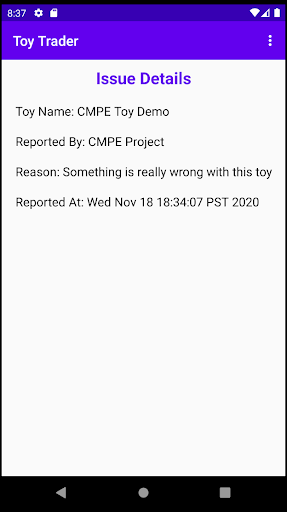 8:37
Toy Trader
Issue Details
Toy Name: CMPE Toy Demo
Reported By: CMPE Project
Reason: Something is really wrong with this toy
Reported At: Wed Nov 18 18:34:07 PST 2020